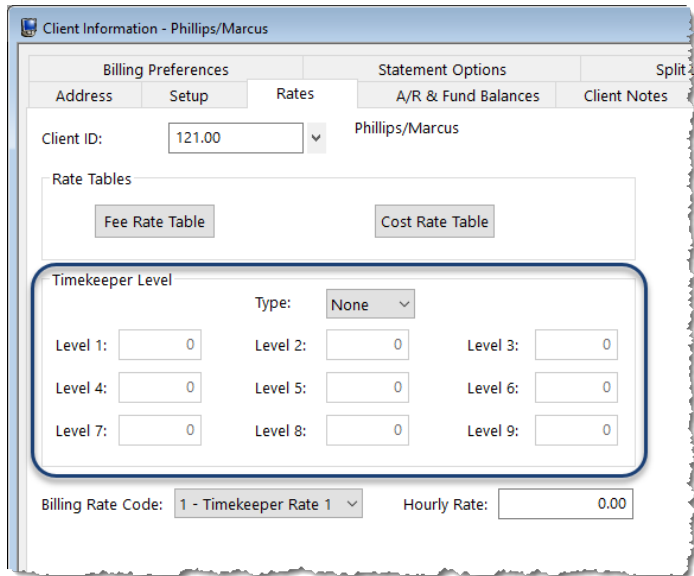 Client Information - Phillips/Marcus
Billing Preferences Statement Options Split
Address Setup Rates A/R & Fund Balances Client Notes
Client ID: 121.00 Phillips/Marcus
Rate Tables
Fee Rate Table Cost Rate Table
Timekeeper Level
Type: None
Level 1: 0 Level 2: 0 Level 3: 0
Level 4: 0 Level 5: 0 Level 6: 0
Level 7: 0 Level 8: 0 Level 9: 0
Billing Rate Code: 1 - Timekeeper Rate 1 Hourly Rate: 0.00